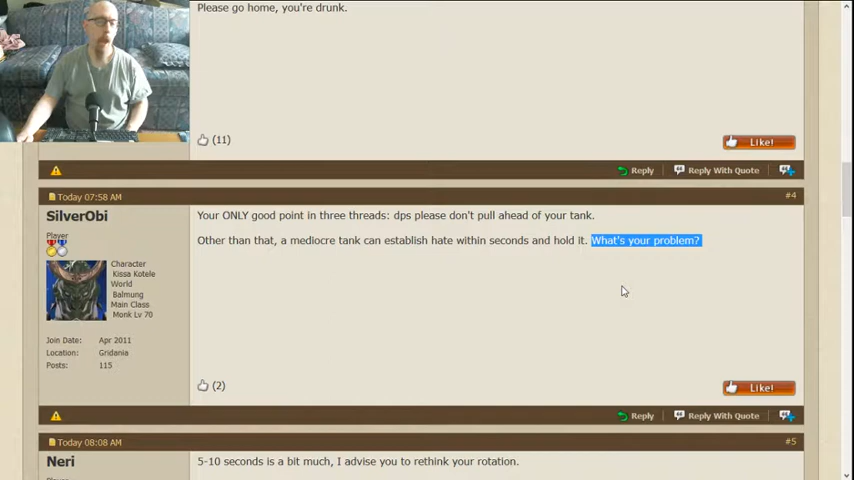 Please go home, you're drunk.
(11)
Like!
Reply
Reply With Quote
Today 07:58 AM
#4
SilverObi
Player
Character
Kissa Kotele
World
Balmung
Main Class
Monk Lv 70
Join Date: Apr 2011
Location: Gridania
Posts: 115
Your ONLY good point in three threads: dps please don't pull ahead of your tank.
Other than that, a mediocre tank can establish hate within seconds and hold it. What's your problem?
(2)
Like!
Reply
Reply With Quote
Today 08:08 AM
#5
Neri
5-10 seconds is a bit much, I advise you to rethink your rotation.